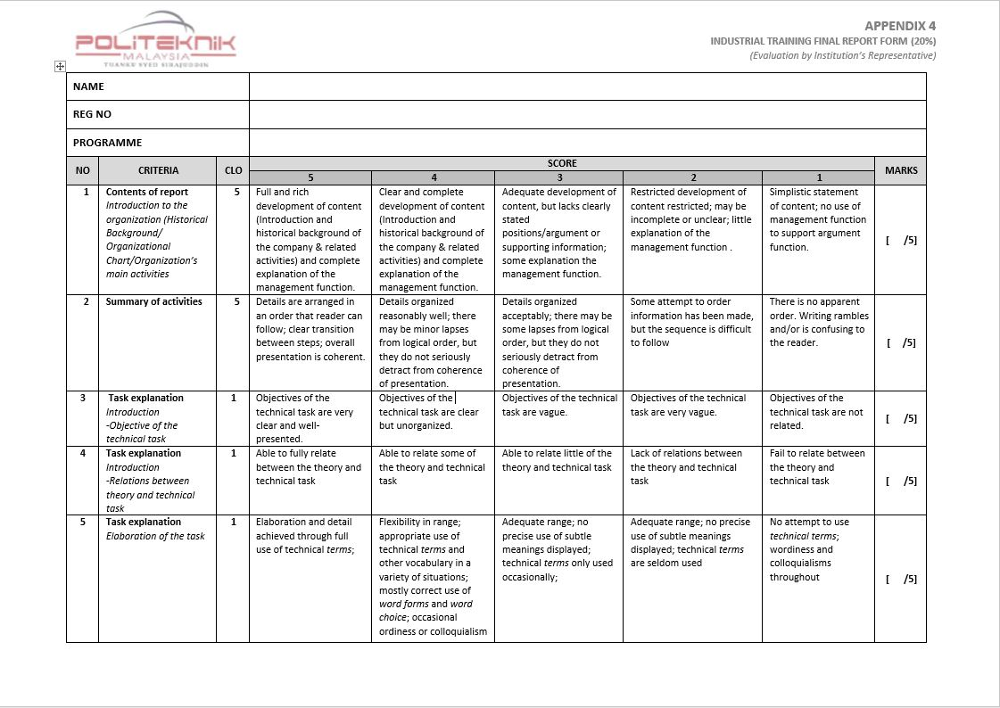 POLITEKNIK
MALAYSIA
TUANKU SYED SIRAJUDDIN
APPENDIX 4
INDUSTRIAL TRAINING FINAL REPORT FORM (20%)
(Evaluation by Institution's Representative)
NAME
REG NO
PROGRAMME
NO
CRITERIA
CLO
SCORE
MARKS
5
4
3
2
1
1
Contents of report
Introduction to the
organization (Historical
Background/
Organizational
Chart/Organization's
main activities
5
Full and rich
development of content
(Introduction and
historical background of
the company & related
activities) and complete
explanation of the
management function.
Clear and complete
development of content
(Introduction and
historical background of
the company & related
activities) and complete
explanation of the
management function.
Adequate development of
content, but lacks clearly
stated
positions/argument or
supporting information;
some explanation the
management function.
Restricted development of
content restricted; may be
incomplete or unclear; little
explanation of the
management function .
Simplistic statement
of content; no use of
management function
to support argument
function.
[ /5]
2
Summary of activities
5
Details are arranged in
an order that reader can
follow; clear transition
between steps; overall
presentation is coherent.
Details organized
reasonably well; there
may be minor lapses
from logical order, but
they do not seriously
detract from coherence
of presentation.
Details organized
acceptably; there may be
some lapses from logical
order, but they do not
seriously detract from
coherence of
presentation.
Some attempt to order
information has been made,
but the sequence is difficult
to follow
There is no apparent
order. Writing rambles
and/or is confusing to
the reader.
[ /5]
3
Task explanation
Introduction
-Objective of the
technical task
1
Objectives of the
technical task are very
clear and well-
presented.
Objectives of the
technical task are clear
but unorganized.
Objectives of the technical
task are vague.
Objectives of the technical
task are very vague.
Objectives of the
technical task are not
related.
[ /5]
4
Task explanation
Introduction
-Relations between
theory and technical
task
1
Able to fully relate
between the theory and
technical task
Able to relate some of
the theory and technical
task
Able to relate little of the
theory and technical task
Lack of relations between
the theory and technical
task
Fail to relate between
the theory and
technical task
[ /5]
5
Task explanation
Elaboration of the task
1
Elaboration and detail
achieved through full
use of technical terms;
Flexibility in range;
appropriate use of
technical terms and
other vocabulary in a
variety of situations;
mostly correct use of
word forms and word
choice; occasional
ordiness or colloquialism
Adequate range; no
precise use of subtle
meanings displayed;
technical terms only used
occasionally;
Adequate range; no precise
use of subtle meanings
displayed; technical terms
are seldom used
No attempt to use
technical terms;
wordiness and
colloquialisms
throughout
[ /5]